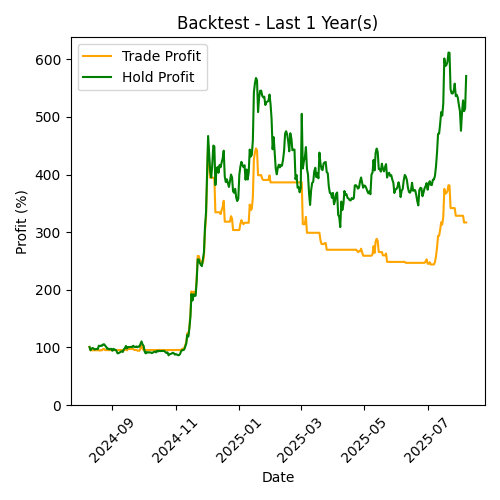 Backtest - Last 1 Year(s)
Trade Profit
Hold Profit
Profit (%)
600
500
400
300
200
100
0
2024-09
2024-11
2025-01
2025-03
2025-05
2025-07
Date